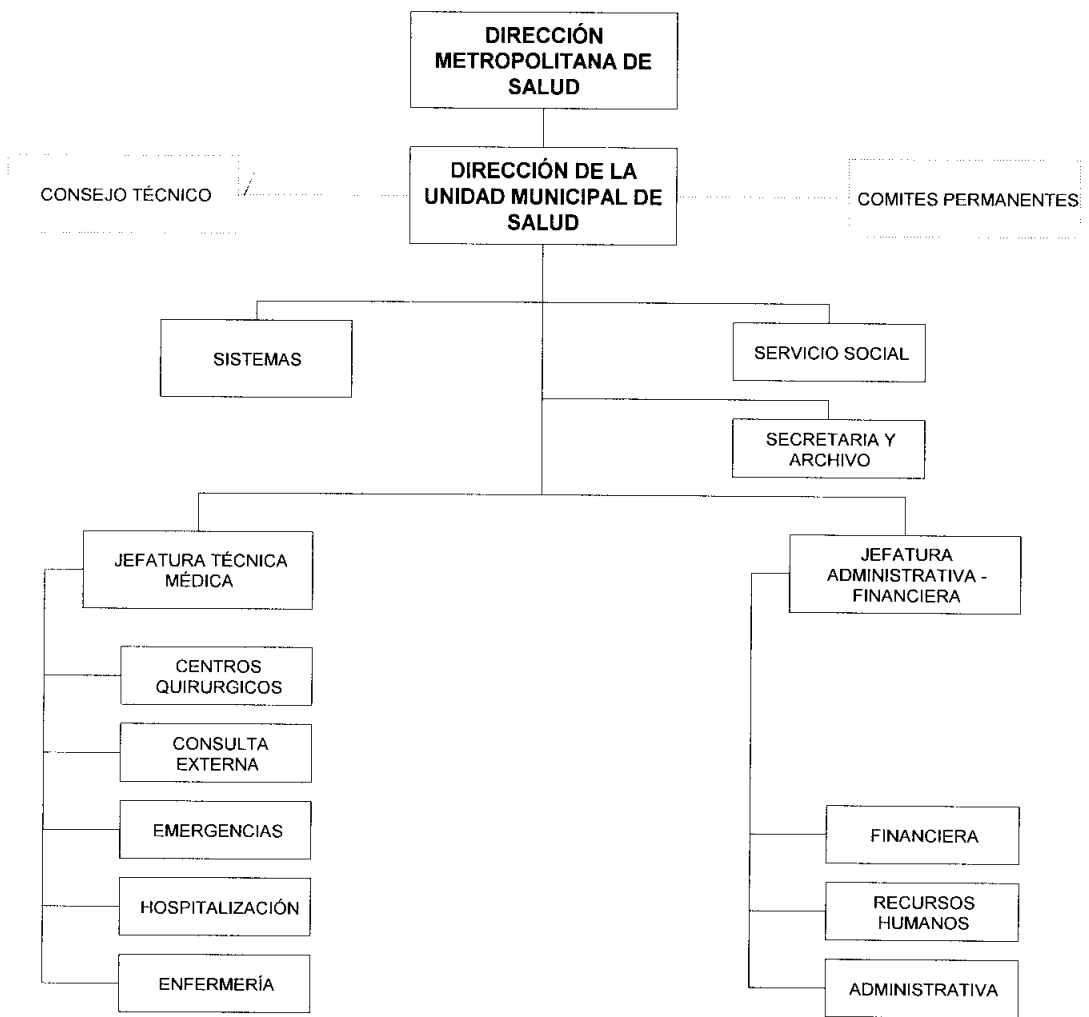 DIRECCIÓN
METROPOLITANA DE
SALUD
DIRECCIÓN DE LA
UNIDAD MUNICIPAL DE
SALUD
CONSEJO TÉCNICO
COMITES PERMANENTES
SISTEMAS
SERVICIO SOCIAL
SECRETARIA Y
ARCHIVO
JEFATURA TÉCNICA
MÉDICA
JEFATURA
ADMINISTRATIVA -
FINANCIERA
CENTROS
QUIRURGICOS
CONSULTA
EXTERNA
EMERGENCIAS
HOSPITALIZACIÓN
ENFERMERÍA
FINANCIERA
RECURSOS
HUMANOS
ADMINISTRATIVA